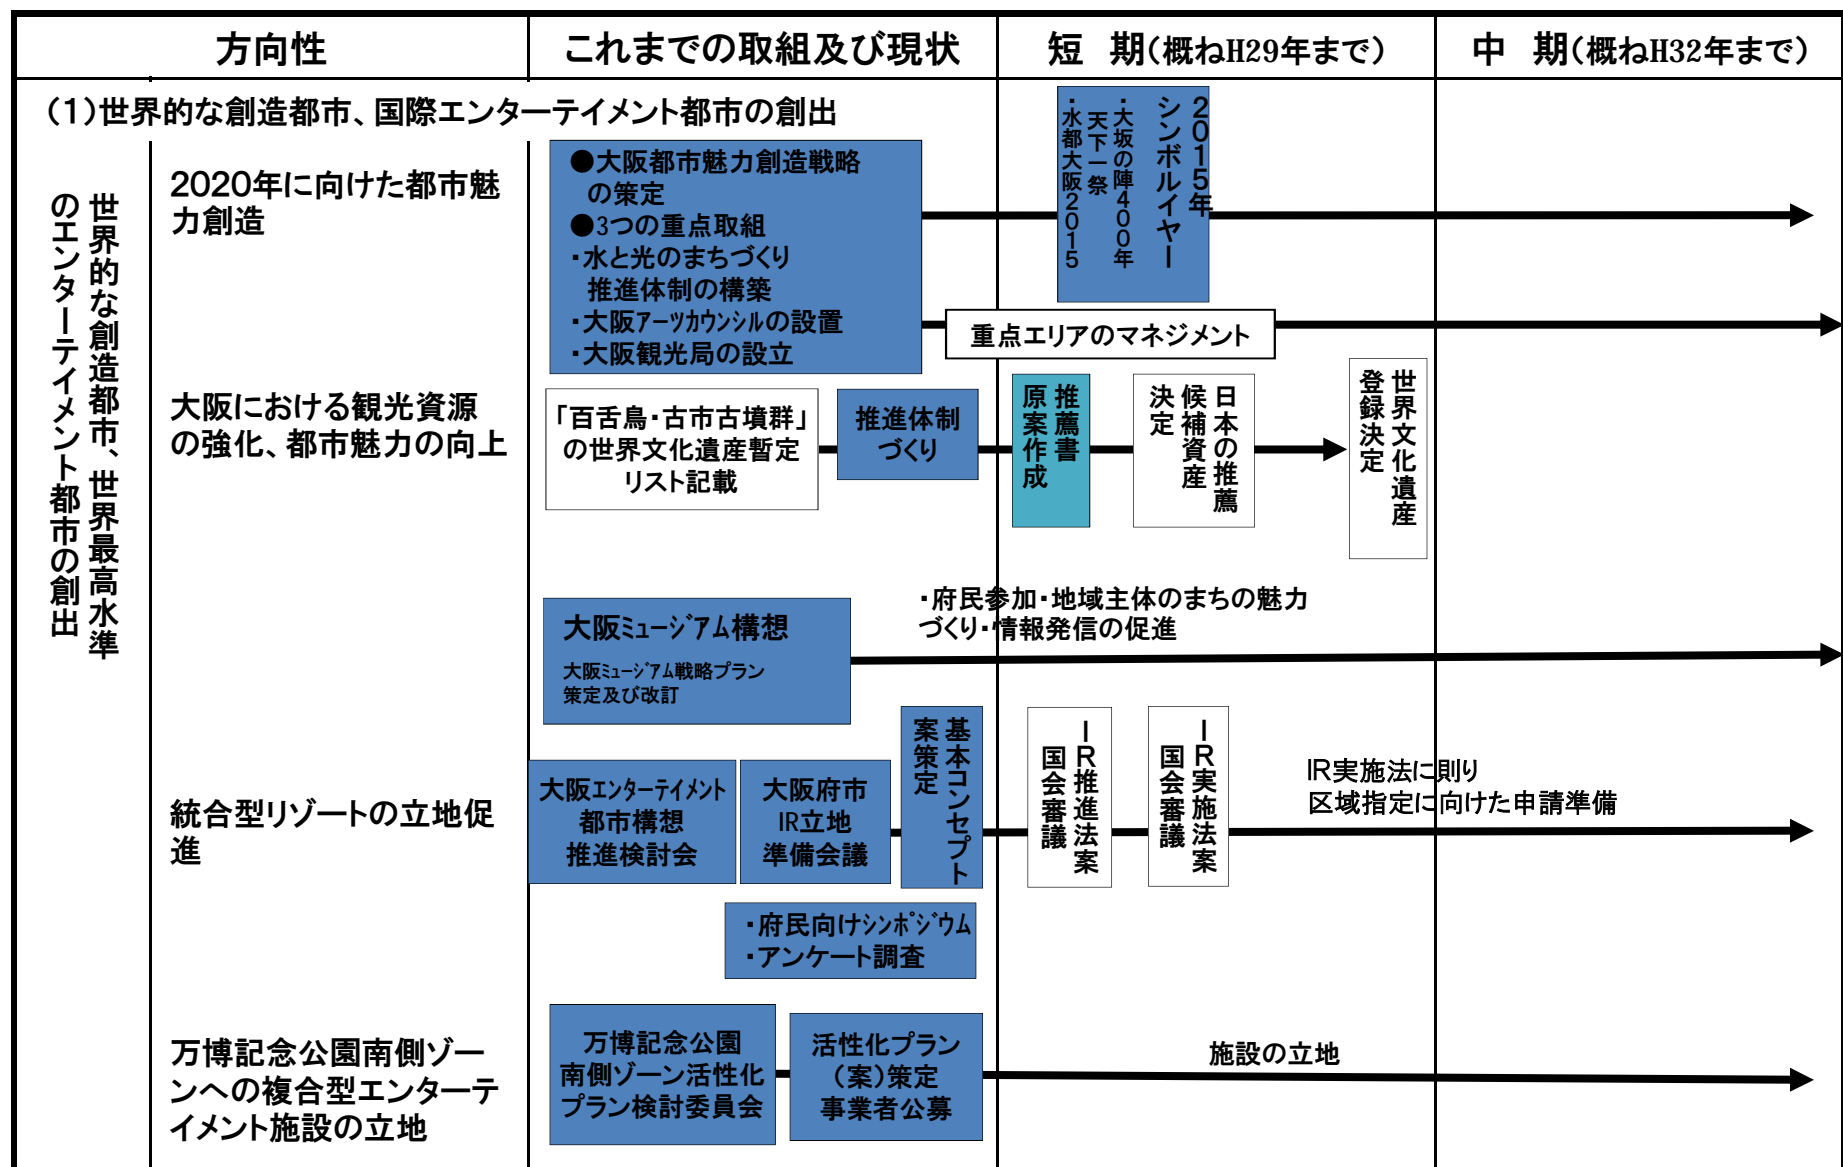 方向性
これまでの取組及び現状
短　期(概ねH29年まで)
中　期(概ねH32年まで)
(1)世界的な創造都市、国際エンターテイメント都市の創出
世界的な創造都市、世界最高水準
のエンターテイメント都市の創出
2020年に向けた都市魅
力創造
●大阪都市魅力創造戦略
の策定
●3つの重点取組
・水と光のまちづくり
推進体制の構築
・大阪ｱｰﾂｶｳﾝｼﾙの設置
・大阪観光局の設立
2015年
シンボルイヤー
・大坂の陣400年
天下一祭
・水都大阪2015
重点エリアのマネジメント
大阪における観光資源
の強化、都市魅力の向上
「百舌鳥・古市古墳群」
の世界文化遺産暫定
リスト記載
推進体制
づくり
推薦書
原案作成
日本の推薦
候補資産
決定
世界文化遺産
登録決定
大阪ﾐｭｰｼﾞｱﾑ構想
大阪ﾐｭｰｼﾞｱﾑ戦略プラン
策定及び改訂
・府民参加・地域主体のまちの魅力
づくり・情報発信の促進
統合型リゾートの立地促
進
大阪ｴﾝﾀｰﾃｲﾒﾝﾄ
都市構想
推進検討会
大阪府市
IR立地
準備会議
基本コンセプト
案策定
・府民向けｼﾝﾎﾟｼﾞｳﾑ
・アンケート調査
IR推進法案
国会審議
IR実施法案
国会審議
IR実施法に則り
区域指定に向けた申請準備
万博記念公園南側ゾー
ンへの複合型エンターテ
イメント施設の立地
万博記念公園
南側ゾーン活性化
プラン検討委員会
活性化プラン
(案)策定
事業者公募
施設の立地